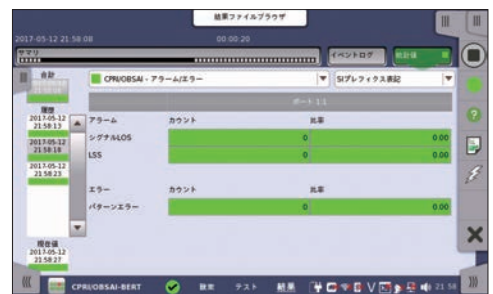 結果ファイルブラウザ
2017-05-12 21:58:08
00:00:20
サマリ
イベントログ
統計値
合計
CPRI/OBSAI - アラーム/エラー
SIプレフィクス表記
ポート 1:1
履歴
2017-05-12
21:58:13
2017-05-12
21:58:18
2017-05-12
21:58:23
アラーム カウント 比率
シグナルLOS 0 0.00
LSS 0 0.00
エラー カウント 比率
パターンエラー 0 0.00
現在値
2017-05-12
21:58:27
CPRI/OBSAI-BERT
設定
テスト
結果
21:58